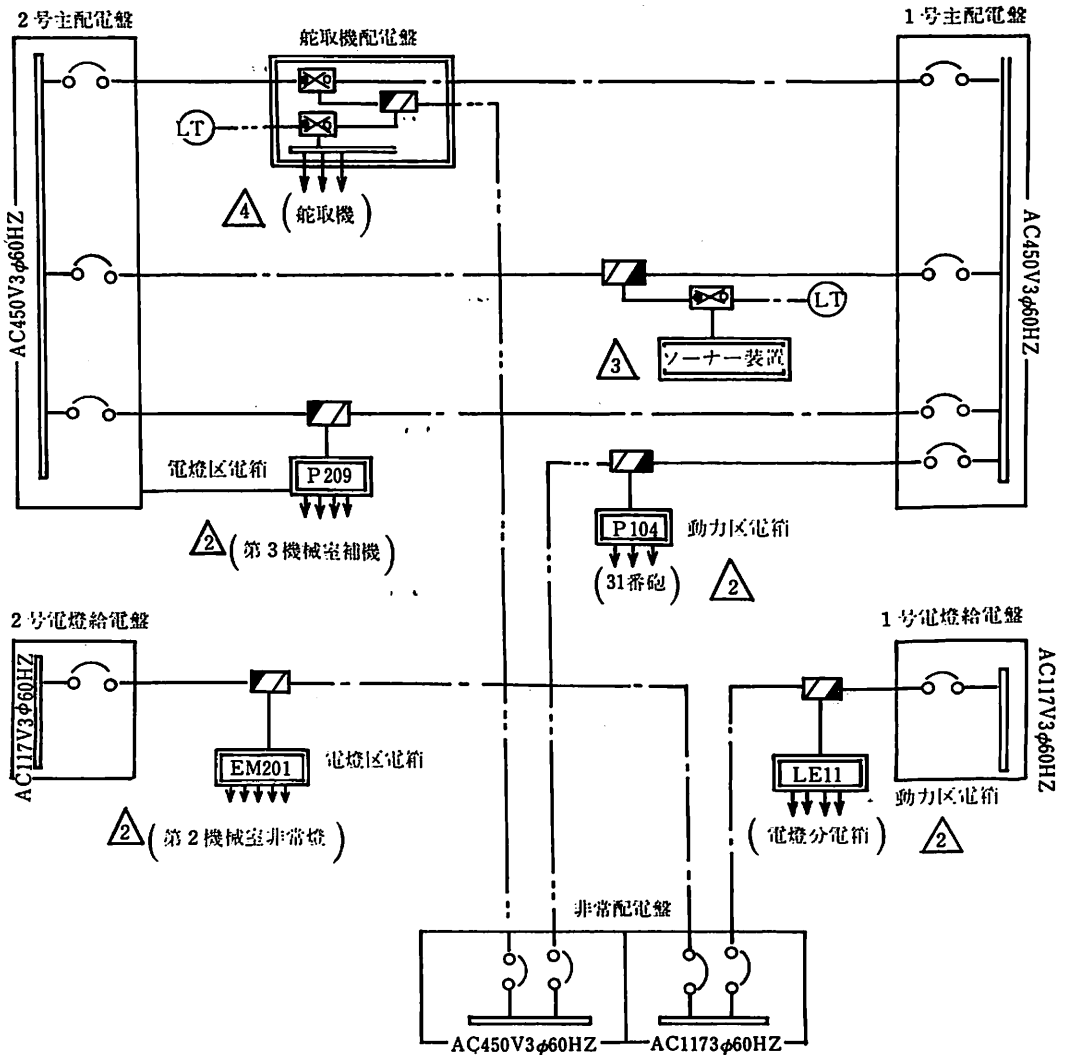 2号主配電盤
舵取機配電盤
1号主配電盤
LT
4
(舵取機)
AC450V3φ60HZ
AC450V3φ60HZ
LT
3
ソーナー装置
電燈区電箱
P209
2
(第3機械室補機)
P104
動力区電箱
(31番砲)
2
2号電燈給電盤
1号電燈給電盤
AC117V3φ60HZ
AC117V3φ60HZ
EM201
電燈区電箱
LE11
動力区電箱
2
(第2機械室非常燈)
(電燈分電箱)
2
非常配電盤
AC450V3φ60HZ
AC1173φ60HZ